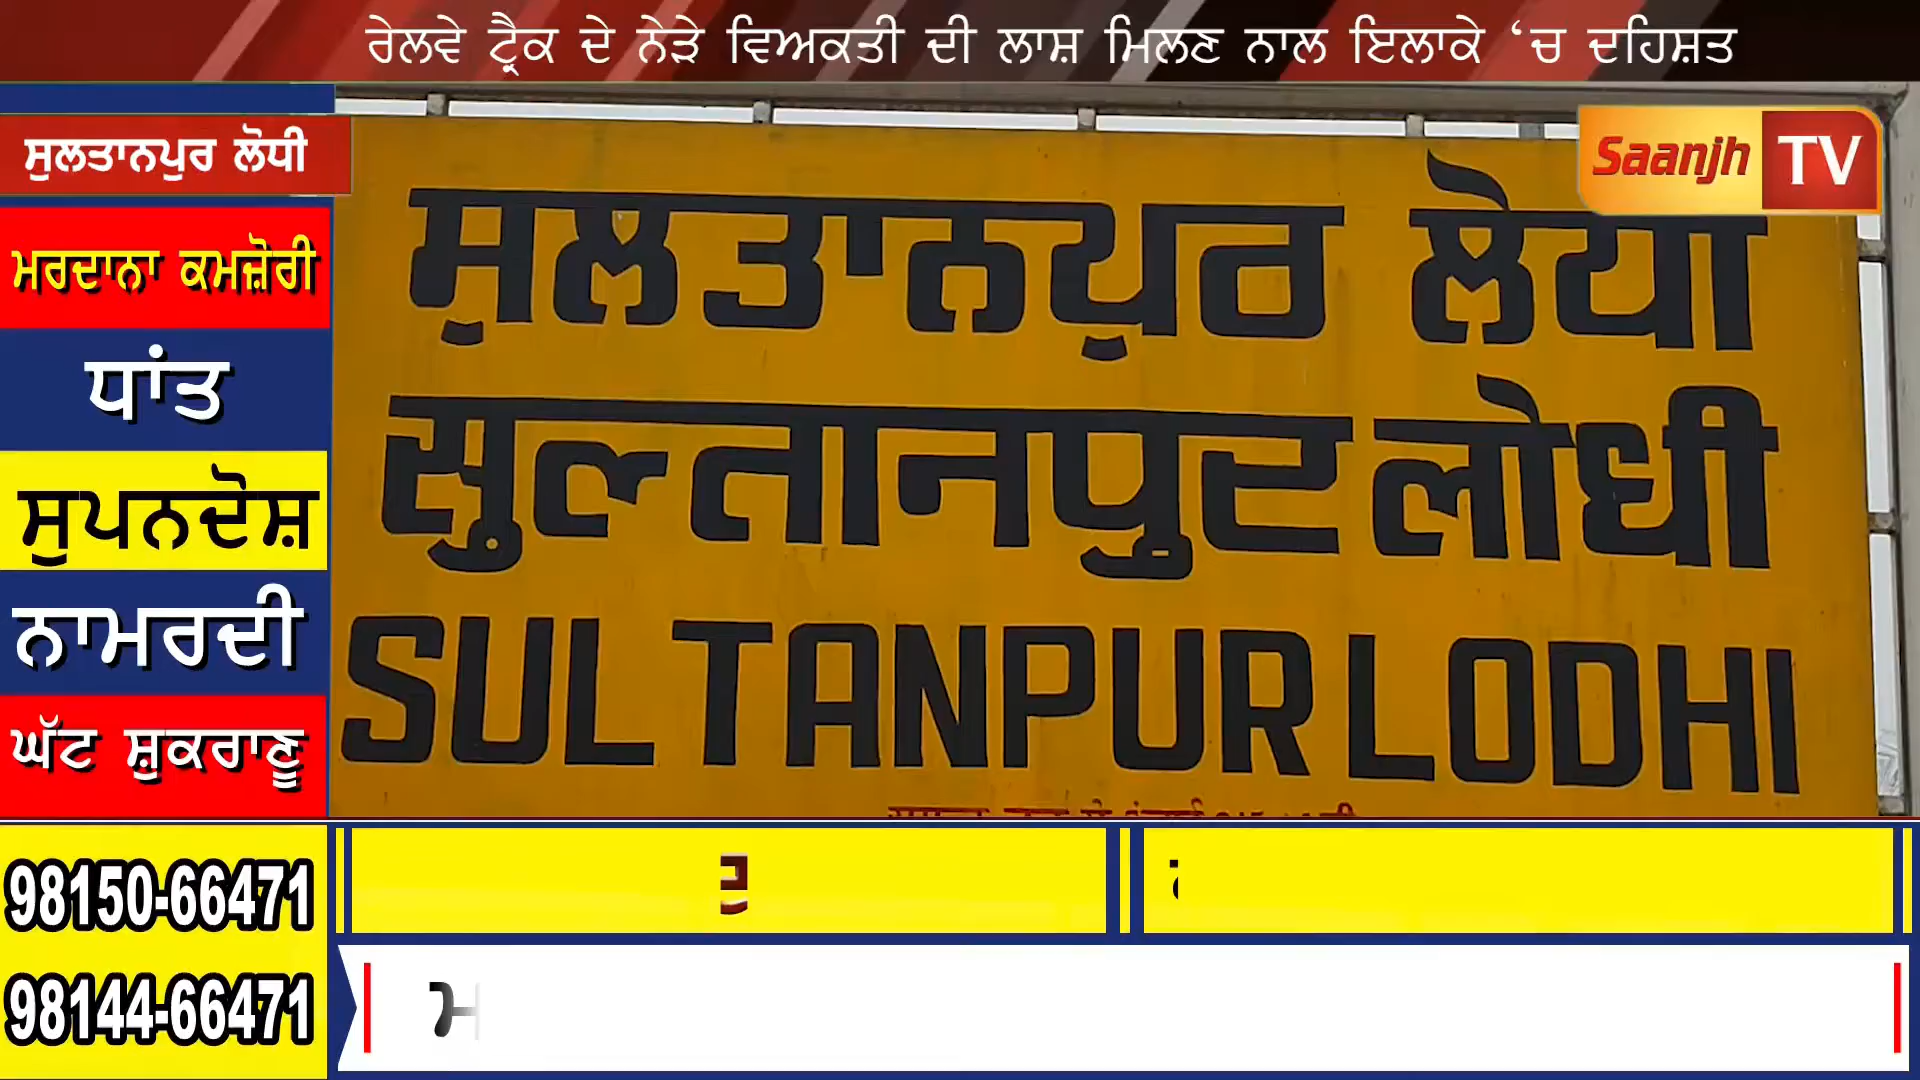 ਰੇਲਵੇ ਟ੍ਰੈਕ ਦੇ ਨੇੜੇ ਵਿਅਕਤੀ ਦੀ ਲਾਸ਼ ਮਿਲਣ ਨਾਲ ਇਲਾਕੇ ‘ਚ ਦਹਿਸ਼ਤ
ਸੁਲਤਾਨਪੁਰ ਲੋਧੀ
Saanjh TV
ਮਰਦਾਨਾ ਕਮਜ਼ੋਰੀ
ਧਾਂਤ
ਸੁਪਨਦੋਸ਼
ਨਾਮਰਦੀ
ਘੱਟ ਸ਼ੁਕਰਾਣੂ
98150-66471
98144-66471
ਸੁਲਤਾਨਪੁਰ ਲੋਧੀ
सुल्तानपुर लोधी
SULTANPUR LODHI